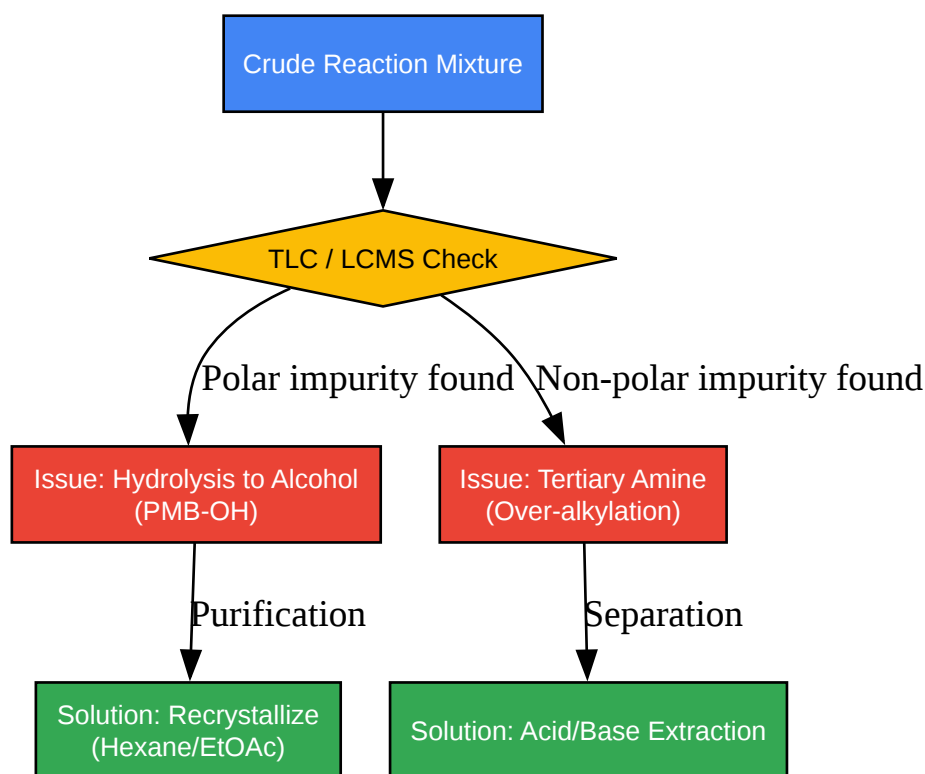 Crude Reaction Mixture
TLC / LCMS Check
Polar impurity found
Non-polar impurity found
Issue: Hydrolysis to Alcohol
(PMB-OH)
Issue: Tertiary Amine
(Over-alkylation)
Purification
Separation
Solution: Recrystallize
(Hexane/EtOAc)
Solution: Acid/Base Extraction